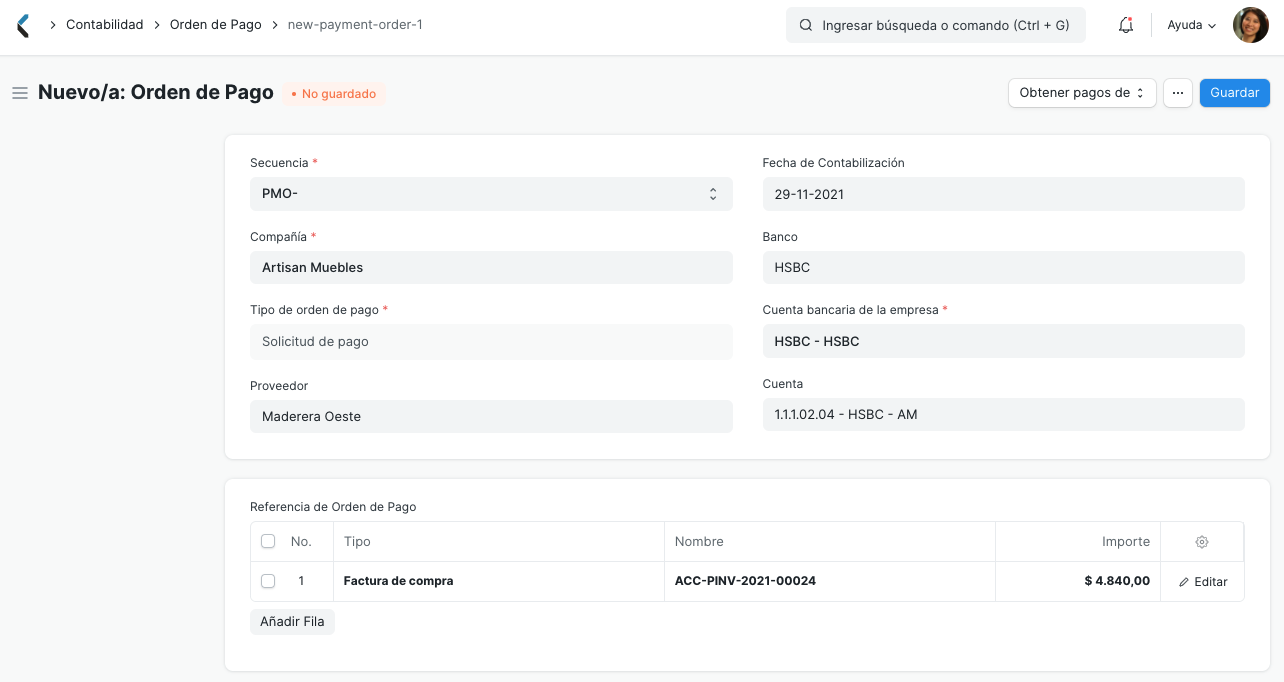 Contabilidad > Orden de Pago > new-payment-order-1
Ingresar búsqueda o comando (Ctrl + G)
Ayuda
Nuevo/a: Orden de Pago
• No guardado
Obtener pagos de
...
Guardar
Secuencia *
PMO-
Fecha de Contabilización
29-11-2021
Compañía *
Artisan Muebles
Banco
HSBC
Tipo de orden de pago *
Solicitud de pago
Cuenta bancaria de la empresa *
HSBC - HSBC
Proveedor
Maderera Oeste
Cuenta
1.1.1.02.04 - HSBC - AM
Referencia de Orden de Pago
No. Tipo Nombre Importe
1 Factura de compra ACC-PINV-2021-00024 $ 4.840,00 Editar
Añadir Fila